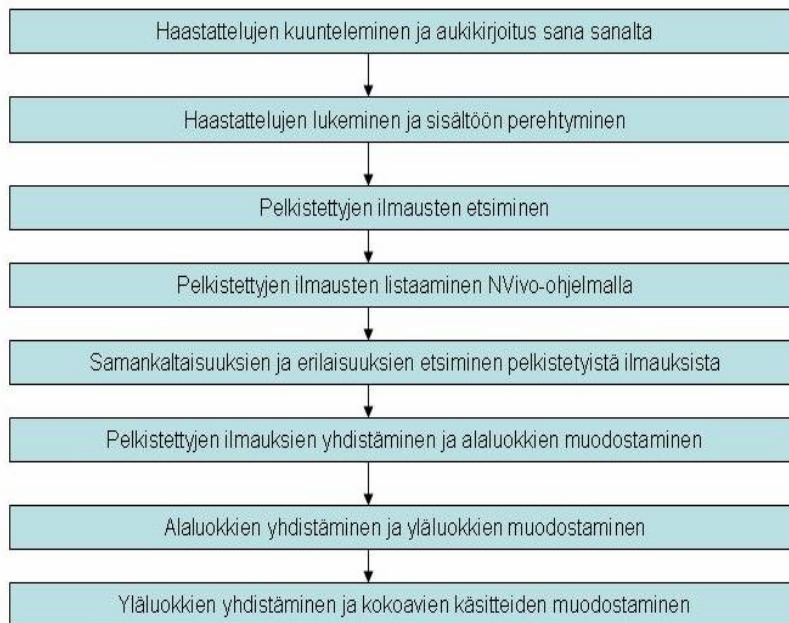 Haastattelujen kuunteleminen ja aukikirjoitus sana sanalta
Haastattelujen lukeminen ja sisältöön perehtyminen
Pelkistettyjen ilmausten etsiminen
Pelkistettyjen ilmausten listaaminen NVivo-ohjelmalla
Samankaltaisuuksien ja erilaisuuksien etsiminen pelkistetyistä ilmauksista
Pelkistettyjen ilmauksien yhdistäminen ja alaluokkien muodostaminen
Alaluokkien yhdistäminen ja yläluokkien muodostaminen
Yläluokkien yhdistäminen ja kokoavien käsitteiden muodostaminen